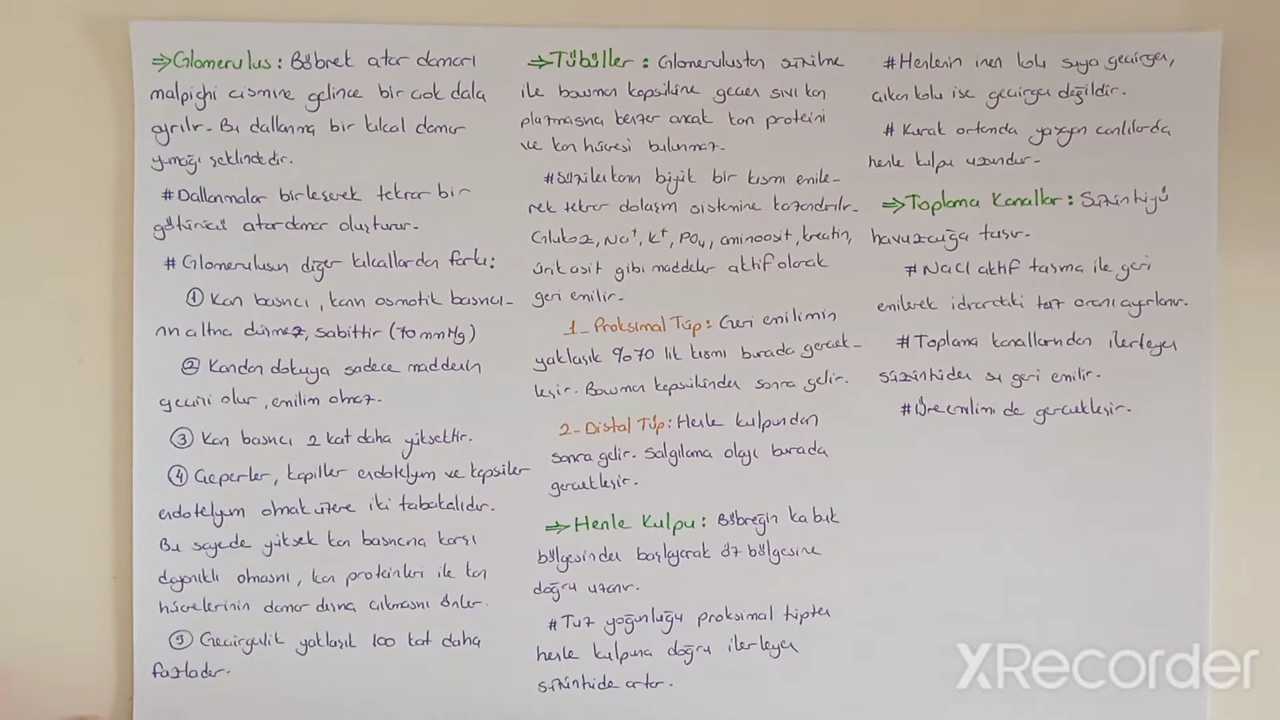 ⇒Glomerulus: Böbrek atar damarı
malpighi cismine gelince bir çok dala
ayrılır. Bu dallanma bir kılcal damar
yumağı şeklindedir.
#Dallanmalar birleşerek tekrar bir
götürücü atardamar oluşturur.
# Glomerulusun diğer kılcallardan farkı:
① Kan basıncı, kanın osmotik basıncı-
nın altına düşmez, sabittir (70 mmHg)
② Kandan dokuya sadece maddenin
geçişi olur, emilim olmaz.
③ Kan basıncı 2 kat daha yüksektir.
④ Çeperler, kapiller endotelyum ve kapsüler
endotelyum olmak üzere iki tabakalıdır.
Bu sayede yüksek kan basıncına karşı
dayanıklı olmasını, kan proteinleri ile kan
hücrelerinin damar dışına çıkmasını önler.
⑤ Geçirgenlik yaklaşık 100 kat daha
fazladır.
⇒Tübüller: Glomerulustan süzülme
ile bowman kapsülüne geçen sıvı kan
plazmasına benzer ancak kan proteini
ve kan hücresi bulunmaz.
#Süzülen kanın büyük bir kısmı emile-
rek tekrar dolaşım sistemine kazandırılır.
Glukoz, Na⁺, K⁺, PO₄, aminoasit, kreatin,
ürik asit gibi maddeler aktif olarak
geri emilir.
1- Proksimal Tüp: Geri emilimin
yaklaşık %70 lik kısmı burada gerçek-
leşir. Bowman kapsülünden sonra gelir.
2- Distal Tüp: Henle kulpundan
sonra gelir. Salgılama olayı burada
gerçekleşir.
⇒Henle Kulpu: Böbreğin kabuk
bölgesinden başlayarak öz bölgesine
doğru uzanır.
#Tuz yoğunluğu proksimal tüpten
henle kulpuna doğru ilerleyen
süzüntüde artar.
#Henlenin inen kolu suya geçirgen,
çıkan kolu ise geçirgen değildir.
# Kurak ortamda yaşayan canlılarda
henle kulpu uzundur.
⇒Toplama Kanalları: Süzüntüyü
havuzcuğa taşır.
#NaCl aktif taşıma ile geri
emilerek idrardaki tuz oranı ayarlanır.
#Toplama kanallarından ilerleyen
süzüntüden su geri emilir.
#Üre emilimi de gerçekleşir.
XRecorder